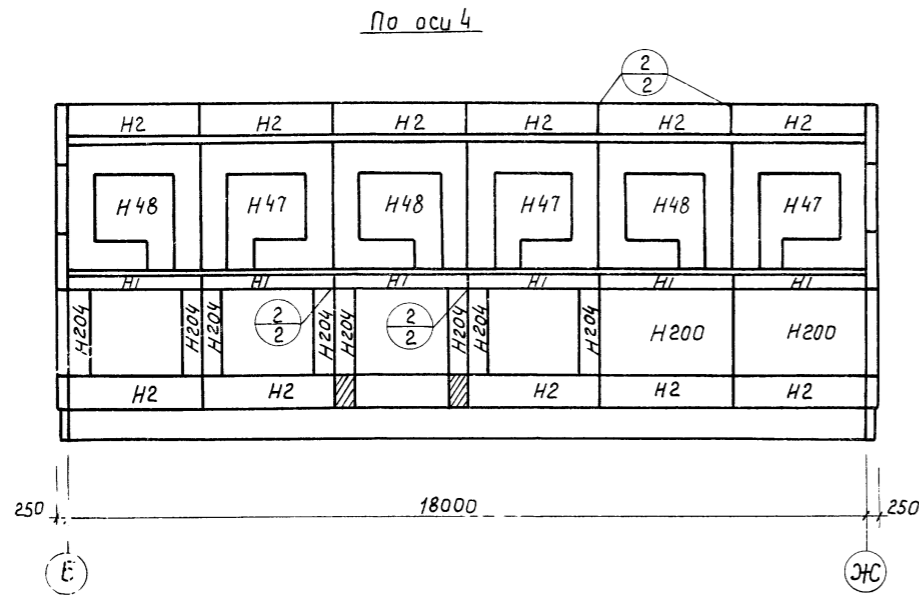 По оси 4
2
2
Н2 Н2 Н2 Н2 Н2 Н2
Н48 Н47 Н48 Н47 Н48 Н47
Н1 Н1 Н1 Н1 Н1 Н1
Н204 Н204 Н204 2 Н204 Н204 2 Н204 Н204 Н204 Н200 Н200
2 2
Н2 Н2 Н2 Н2 Н2
250 18000 250
Е Ж